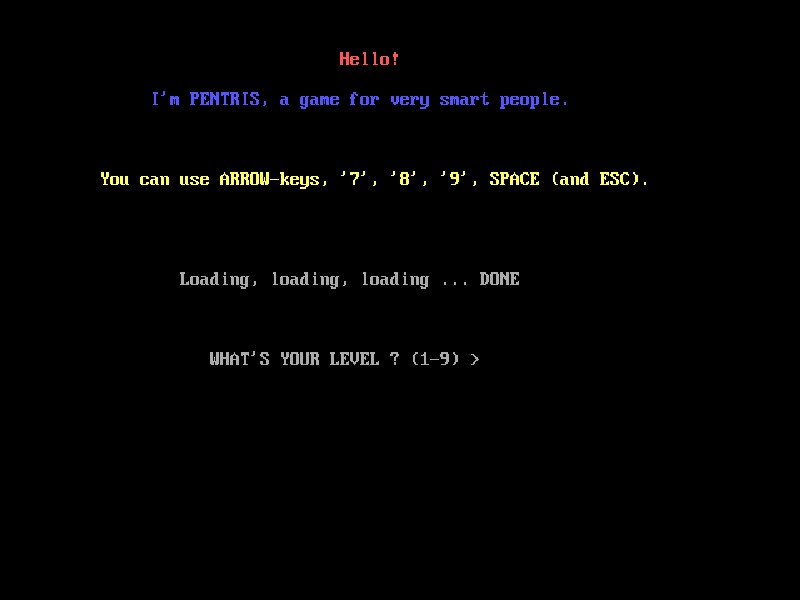 Hello!
I'm PENTRIS, a game for very smart people.
You can use ARROW-keys, '7', '8', '9', SPACE (and ESC).
Loading, loading, loading ... DONE
WHAT'S YOUR LEVEL ? (1-9) >